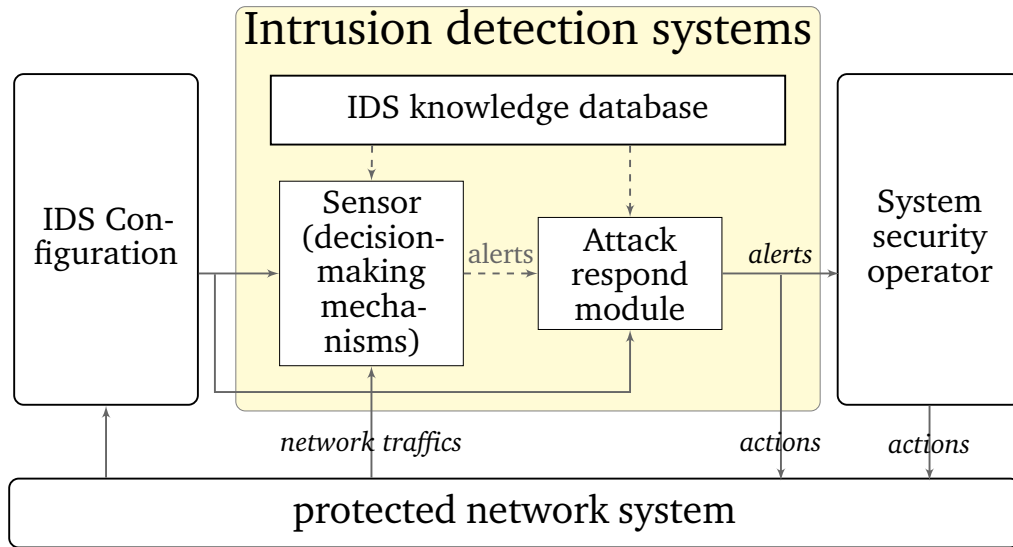 Intrusion detection systems
IDS knowledge database
IDS Con-
figuration
Sensor
(decision-
making
mecha-
nisms)
alerts
Attack
respond
module
alerts
System
security
operator
network traffics
actions
actions
protected network system